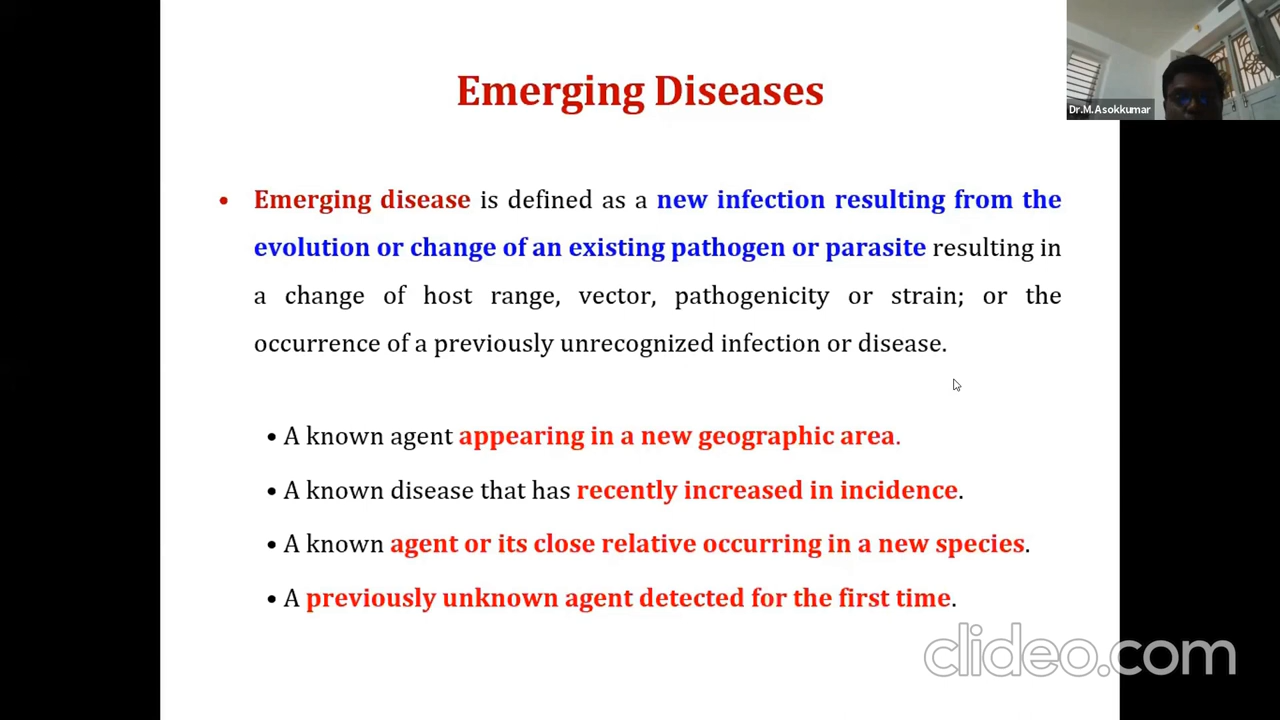 Emerging Diseases
Dr.M.Asokkumar
• Emerging disease is defined as a new infection resulting from the
evolution or change of an existing pathogen or parasite resulting in
a change of host range, vector, pathogenicity or strain; or the
occurrence of a previously unrecognized infection or disease.
• A known agent appearing in a new geographic area.
• A known disease that has recently increased in incidence.
• A known agent or its close relative occurring in a new species.
• A previously unknown agent detected for the first time.
clideo.com